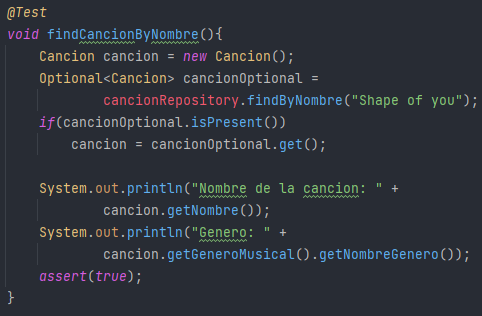 @Test
void findCancionByNombre(){
    Cancion cancion = new Cancion();
    Optional<Cancion> cancionOptional =
            cancionRepository.findByNombre("Shape of you");
    if(cancionOptional.isPresent())
        cancion = cancionOptional.get();

    System.out.println("Nombre de la cancion: " +
            cancion.getNombre());
    System.out.println("Genero: " +
            cancion.getGeneroMusical().getNombreGenero());
    assert(true);
}